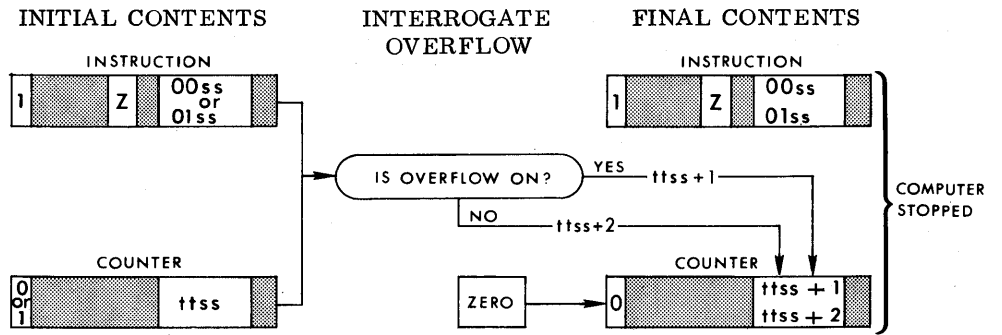 INITIAL CONTENTS
INTERROGATE
OVERFLOW
FINAL CONTENTS
INSTRUCTION
1
Z
00ss
or
01ss
1
Z
00ss
01ss
IS OVERFLOW ON?
YES
ttss+1
NO
ttss+2
COMPUTER
STOPPED
COUNTER
0
or
1
ttss
ZERO
COUNTER
0
ttss + 1
ttss + 2